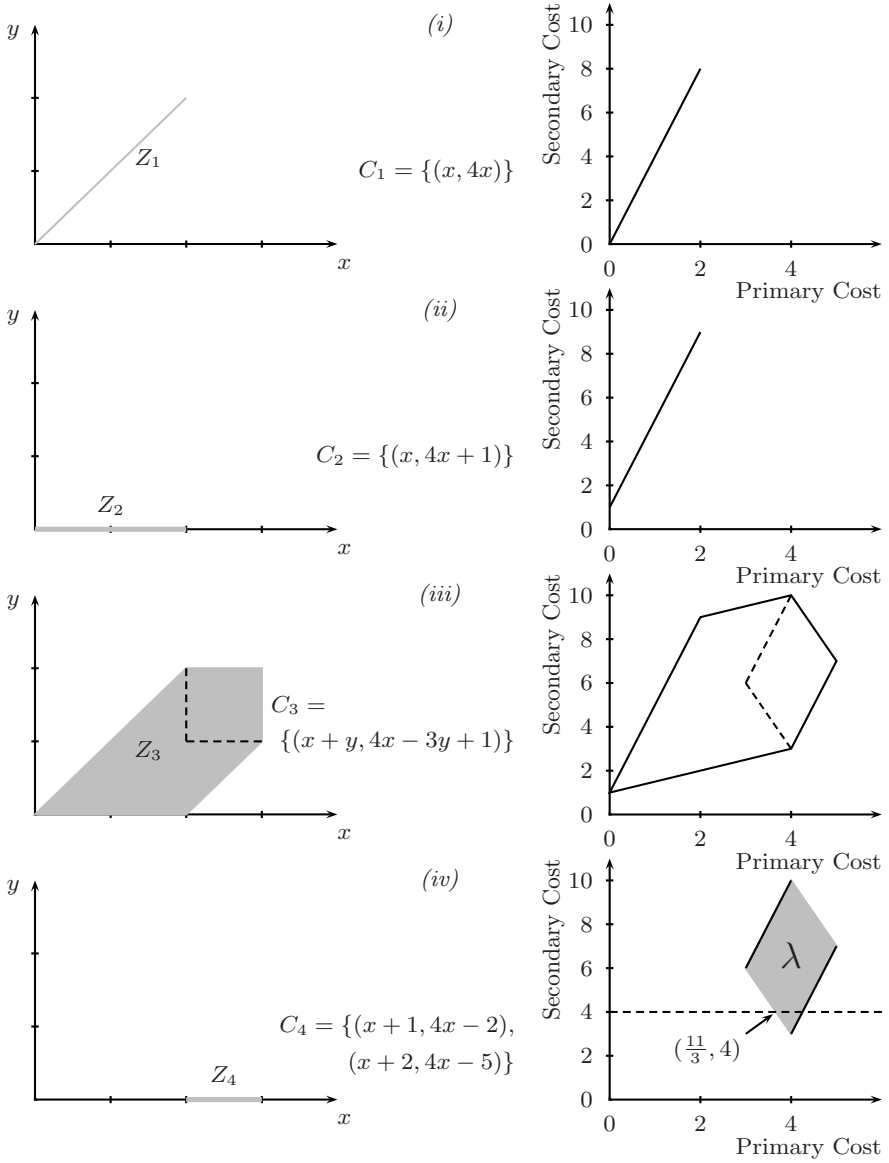 (i)
y
Z₁
x
C₁ = {(x, 4x)}
Secondary Cost
10
8
6
4
2
0
0 2 4
Primary Cost
(ii)
y
Z₂
x
C₂ = {(x, 4x + 1)}
Secondary Cost
10
8
6
4
2
0
0 2 4
Primary Cost
(iii)
y
Z₃
x
C₃ =
{(x + y, 4x − 3y + 1)}
Secondary Cost
10
8
6
4
2
0
0 2 4
Primary Cost
(iv)
y
Z₄
x
C₄ = {(x + 1, 4x − 2),
(x + 2, 4x − 5)}
Secondary Cost
10
8
6
4
2
0
λ
(11/3, 4)
0 2 4
Primary Cost